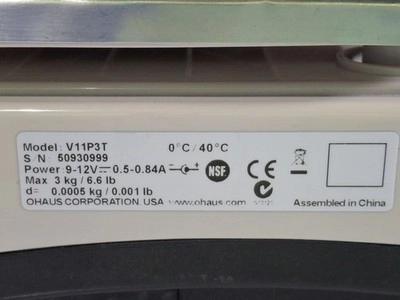 Model: V11P3T 0°C / 40°C
S N: 50930999
Power 9-12V⎓ 0.5-0.84A
NSF
CE
Max 3 kg / 6.6 lb
d= 0.0005 kg / 0.001 lb
OHAUS CORPORATION, USA www.ohaus.com Assembled in China